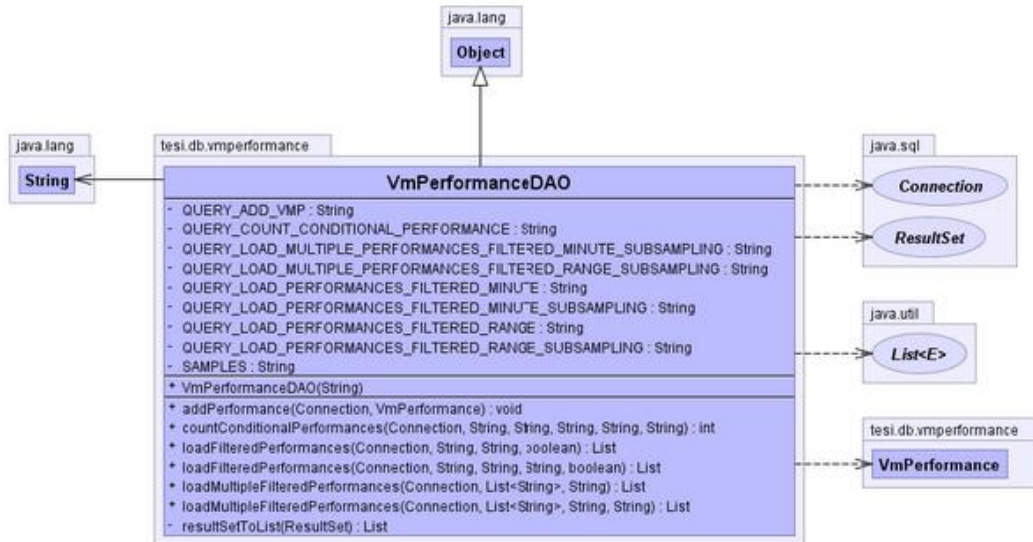 java.lang
Object
java.lang
String
tesi.db.vmperformance
VmPerformanceDAO
- QUERY_ADD_VMP : String
- QUERY_COUNT_CONDITIONAL_PERFORMANCE : String
- QUERY_LOAD_MULTIPLE_PERFORMANCES_FILTERED_MINUTE_SUBSAMPLING : String
- QUERY_LOAD_MULTIPLE_PERFORMANCES_FILTERED_RANGE_SUBSAMPLING : String
- QUERY_LOAD_PERFORMANCES_FILTERED_MINUTE : String
- QUERY_LOAD_PERFORMANCES_FILTERED_MINUTE_SUBSAMPLING : String
- QUERY_LOAD_PERFORMANCES_FILTERED_RANGE : String
- QUERY_LOAD_PERFORMANCES_FILTERED_RANGE_SUBSAMPLING : String
- SAMPLES : String
+ VmPerformanceDAO(String)
+ addPerformance(Connection, VmPerformance) : void
+ countConditionalPerformances(Connection, String, String, String, String, String) : int
+ loadFilteredPerformances(Connection, String, String, boolean) : List
+ loadFilteredPerformances(Connection, String, String, String, boolean) : List
+ loadMultipleFilteredPerformances(Connection, List<String>, String) : List
+ loadMultipleFilteredPerformances(Connection, List<String>, String, String) : List
- resultSetToList(ResultSet) : List
java.sql
Connection
ResultSet
java.util
List<E>
tesi.db.vmperformance
VmPerformance